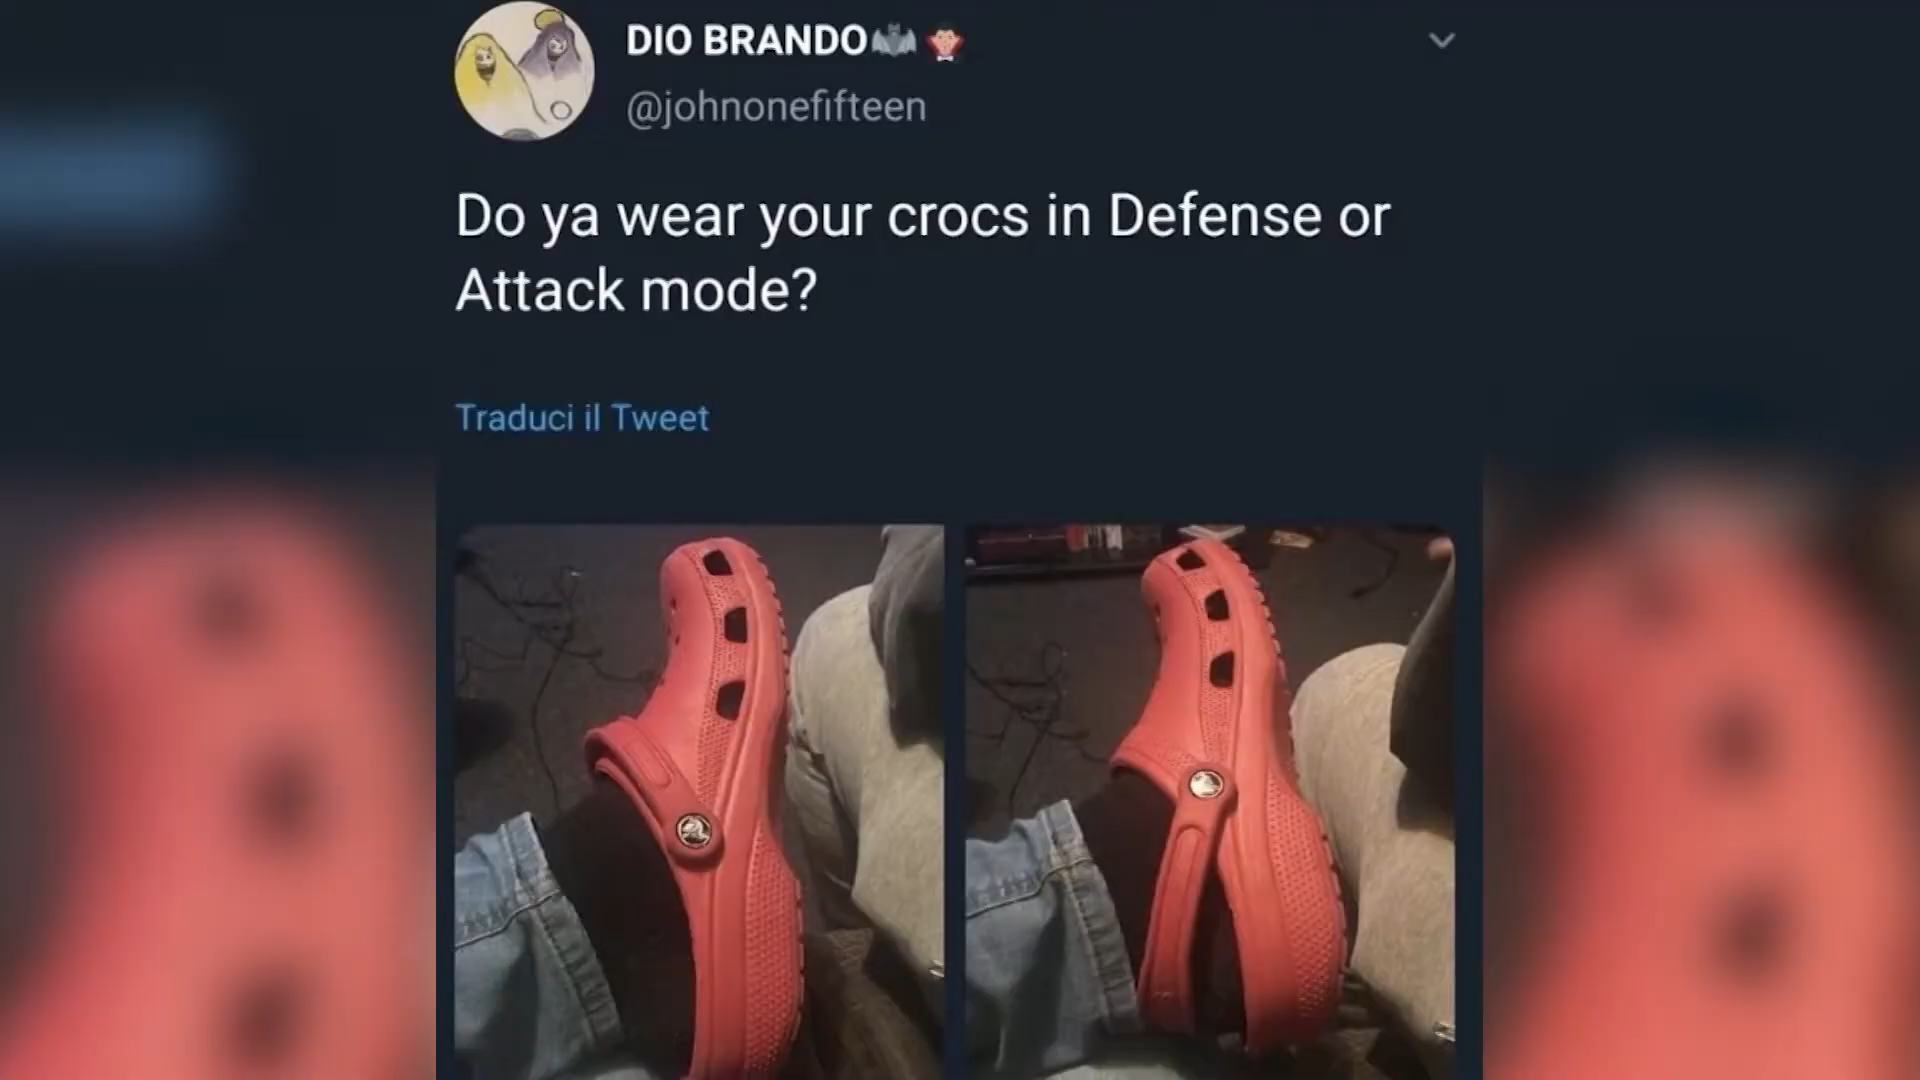 DIO BRANDO🦇🧛
@johnonefifteen
Do ya wear your crocs in Defense or
Attack mode?
Traduci il Tweet